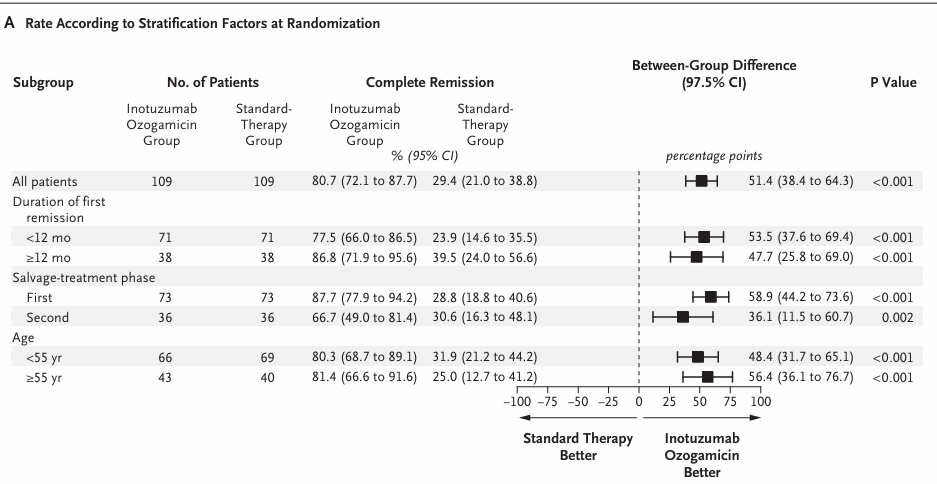 A Rate According to Stratification Factors at Randomization
Subgroup No. of Patients Complete Remission Between-Group Difference (97.5% CI) P Value
Inotuzumab Ozogamicin Group Standard-Therapy Group Inotuzumab Ozogamicin Group Standard-Therapy Group
% (95% CI) percentage points
All patients 109 109 80.7 (72.1 to 87.7) 29.4 (21.0 to 38.8) 51.4 (38.4 to 64.3) <0.001
Duration of first
remission
<12 mo 71 71 77.5 (66.0 to 86.5) 23.9 (14.6 to 35.5) 53.5 (37.6 to 69.4) <0.001
≥12 mo 38 38 86.8 (71.9 to 95.6) 39.5 (24.0 to 56.6) 47.7 (25.8 to 69.0) <0.001
Salvage-treatment phase
First 73 73 87.7 (77.9 to 94.2) 28.8 (18.8 to 40.6) 58.9 (44.2 to 73.6) <0.001
Second 36 36 66.7 (49.0 to 81.4) 30.6 (16.3 to 48.1) 36.1 (11.5 to 60.7) 0.002
Age
<55 yr 66 69 80.3 (68.7 to 89.1) 31.9 (21.2 to 44.2) 48.4 (31.7 to 65.1) <0.001
≥55 yr 43 40 81.4 (66.6 to 91.6) 25.0 (12.7 to 41.2) 56.4 (36.1 to 76.7) <0.001
−100 −75 −50 −25 0 25 50 75 100
Standard Therapy
Better
Inotuzumab
Ozogamicin
Better